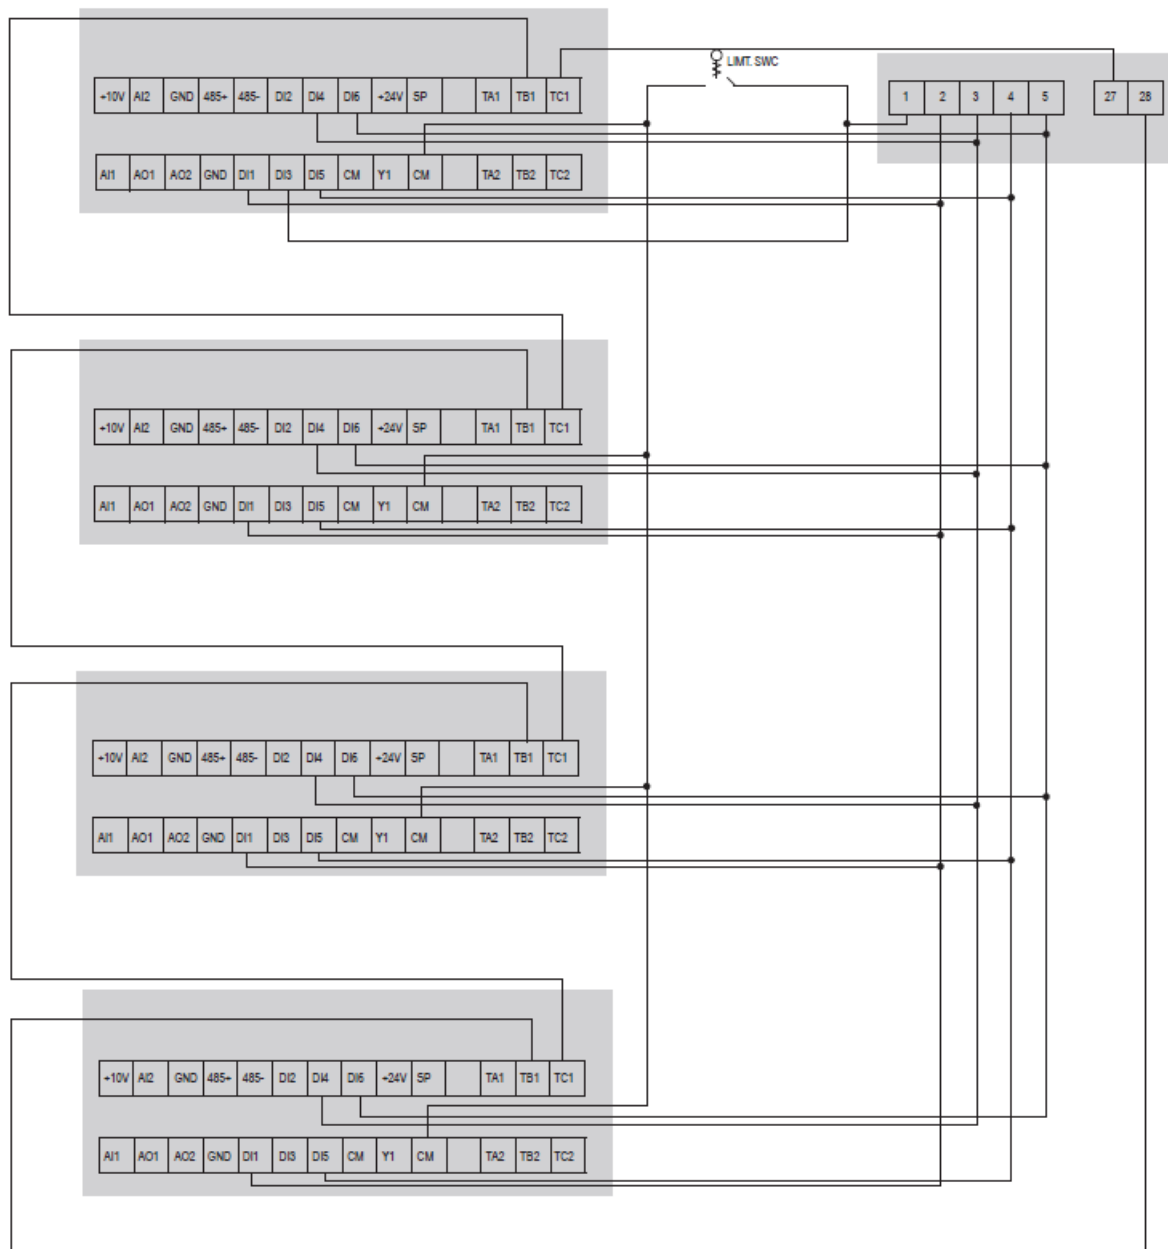 LIMT. SWC
+10V AI2 GND 485+ 485- DI2 DI4 DI6 +24V SP TA1 TB1 TC1
1 2 3 4 5 27 28
AI1 AO1 AO2 GND DI1 DI3 DI5 CM Y1 CM TA2 TB2 TC2
+10V AI2 GND 485+ 485- DI2 DI4 DI6 +24V SP TA1 TB1 TC1
AI1 AO1 AO2 GND DI1 DI3 DI5 CM Y1 CM TA2 TB2 TC2
+10V AI2 GND 485+ 485- DI2 DI4 DI6 +24V SP TA1 TB1 TC1
AI1 AO1 AO2 GND DI1 DI3 DI5 CM Y1 CM TA2 TB2 TC2
+10V AI2 GND 485+ 485- DI2 DI4 DI6 +24V SP TA1 TB1 TC1
AI1 AO1 AO2 GND DI1 DI3 DI5 CM Y1 CM TA2 TB2 TC2